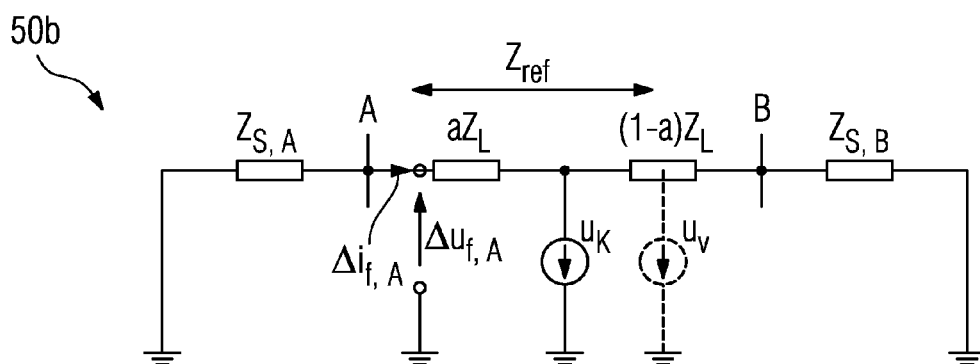 50b
Z_ref
A
B
Z_S, A
aZ_L
(1-a)Z_L
Z_S, B
Δi_f, A
Δu_f, A
u_K
u_v